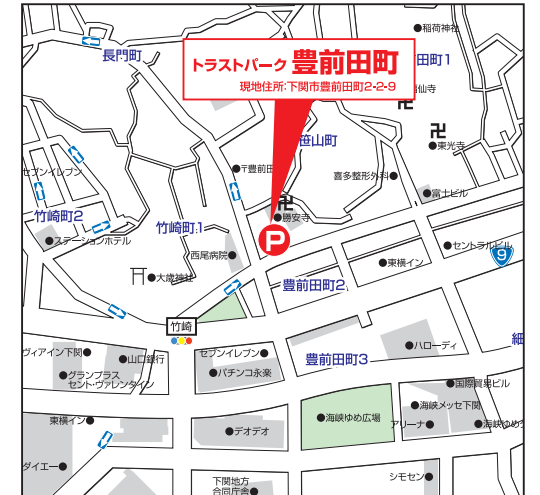 稲荷神社
長門町
トラストパーク 豊前田町
現地住所:下関市豊前田町2-2-9
田町1
仙寺
東光寺
笹山町
セブンイレブン
〒豊前田
喜多整形外科
富士ビル
竹崎町2
竹崎町1
勝安寺
P
ステーションホテル
西尾病院
セントラルビル
9
東横イン
大歳神社
豊前田町2
竹崎
ヴィアイン下関
山口銀行
セブンイレブン
豊前田町3
ハローディ
細
グランプラス
セント・ヴァレンタイン
パチンコ永楽
国際貿易ビル
東横イン
デオデオ
海峡ゆめ広場
海峡メッセ下関
アリーナ
海峡ゆめ
ダイエー
下関地方
合同庁舎
シモセン